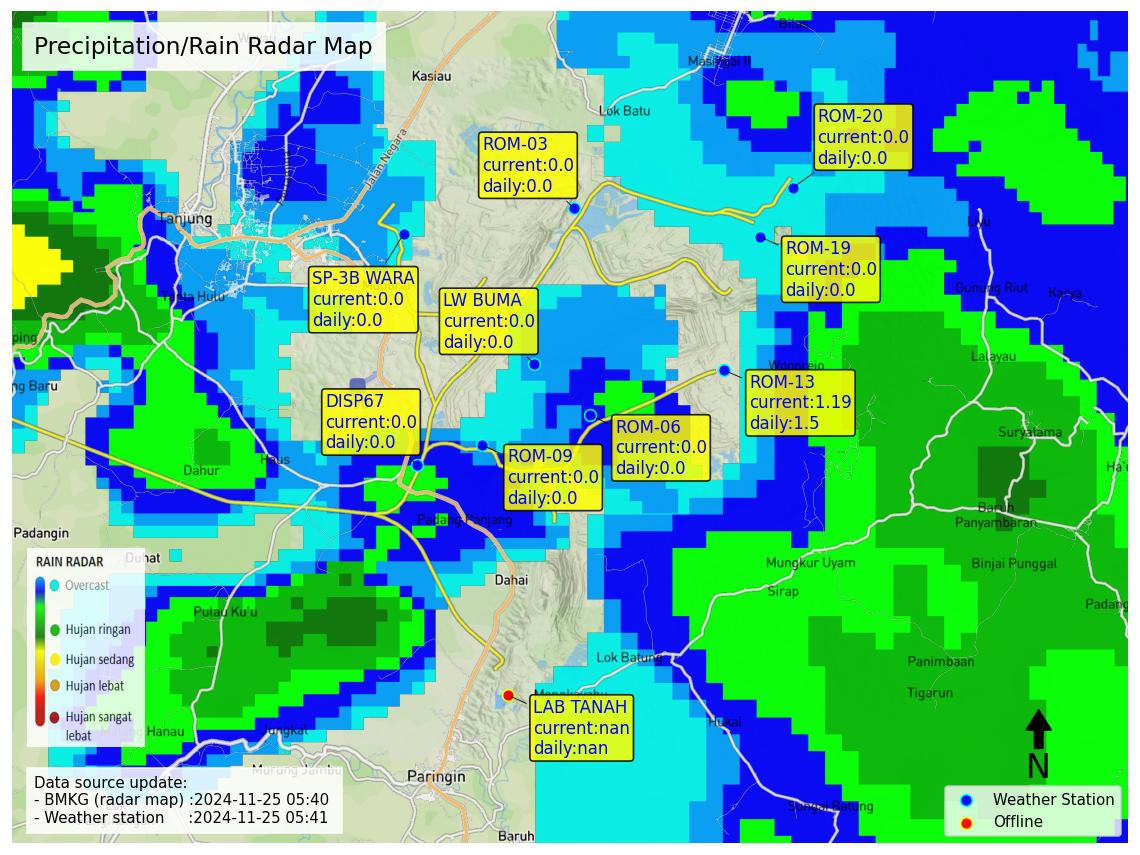 Precipitation/Rain Radar Map
Bilas
Masingai II
Kasiau
Lok Batu
Jalan Negara
ROM-20
current:0.0
daily:0.0
ROM-03
current:0.0
daily:0.0
Tanjung
Liyu
ROM-19
current:0.0
daily:0.0
SP-3B WARA
current:0.0
daily:0.0
LW BUMA
current:0.0
daily:0.0
Tanta Hulu
Gunung Riut
Karya
ping
Lalayau
Wonorejo
ng Baru
ROM-13
current:1.19
daily:1.5
DISP67
current:0.0
daily:0.0
ROM-06
current:0.0
daily:0.0
Suryatama
ROM-09
current:0.0
daily:0.0
Haus
Dahur
Ha'u
Baruh
Panyambaran
Padang Panjang
Padangin
Duhat
RAIN RADAR
Overcast
Hujan ringan
Hujan sedang
Hujan lebat
Hujan sangat
lebat
Mungkur Uyam
Binjai Punggal
Dahai
Sirap
Pulau Ku'u
Padang
Lok Batung
Panimbaan
Tigarun
LAB TANAH
current:nan
daily:nan
Hukai
Hanau
Jungkat
Murung Jambu
Paringin
N
Data source update:
- BMKG (radar map) :2024-11-25 05:40
- Weather station :2024-11-25 05:41
Sungai Batung
Weather Station
Offline
Baruh